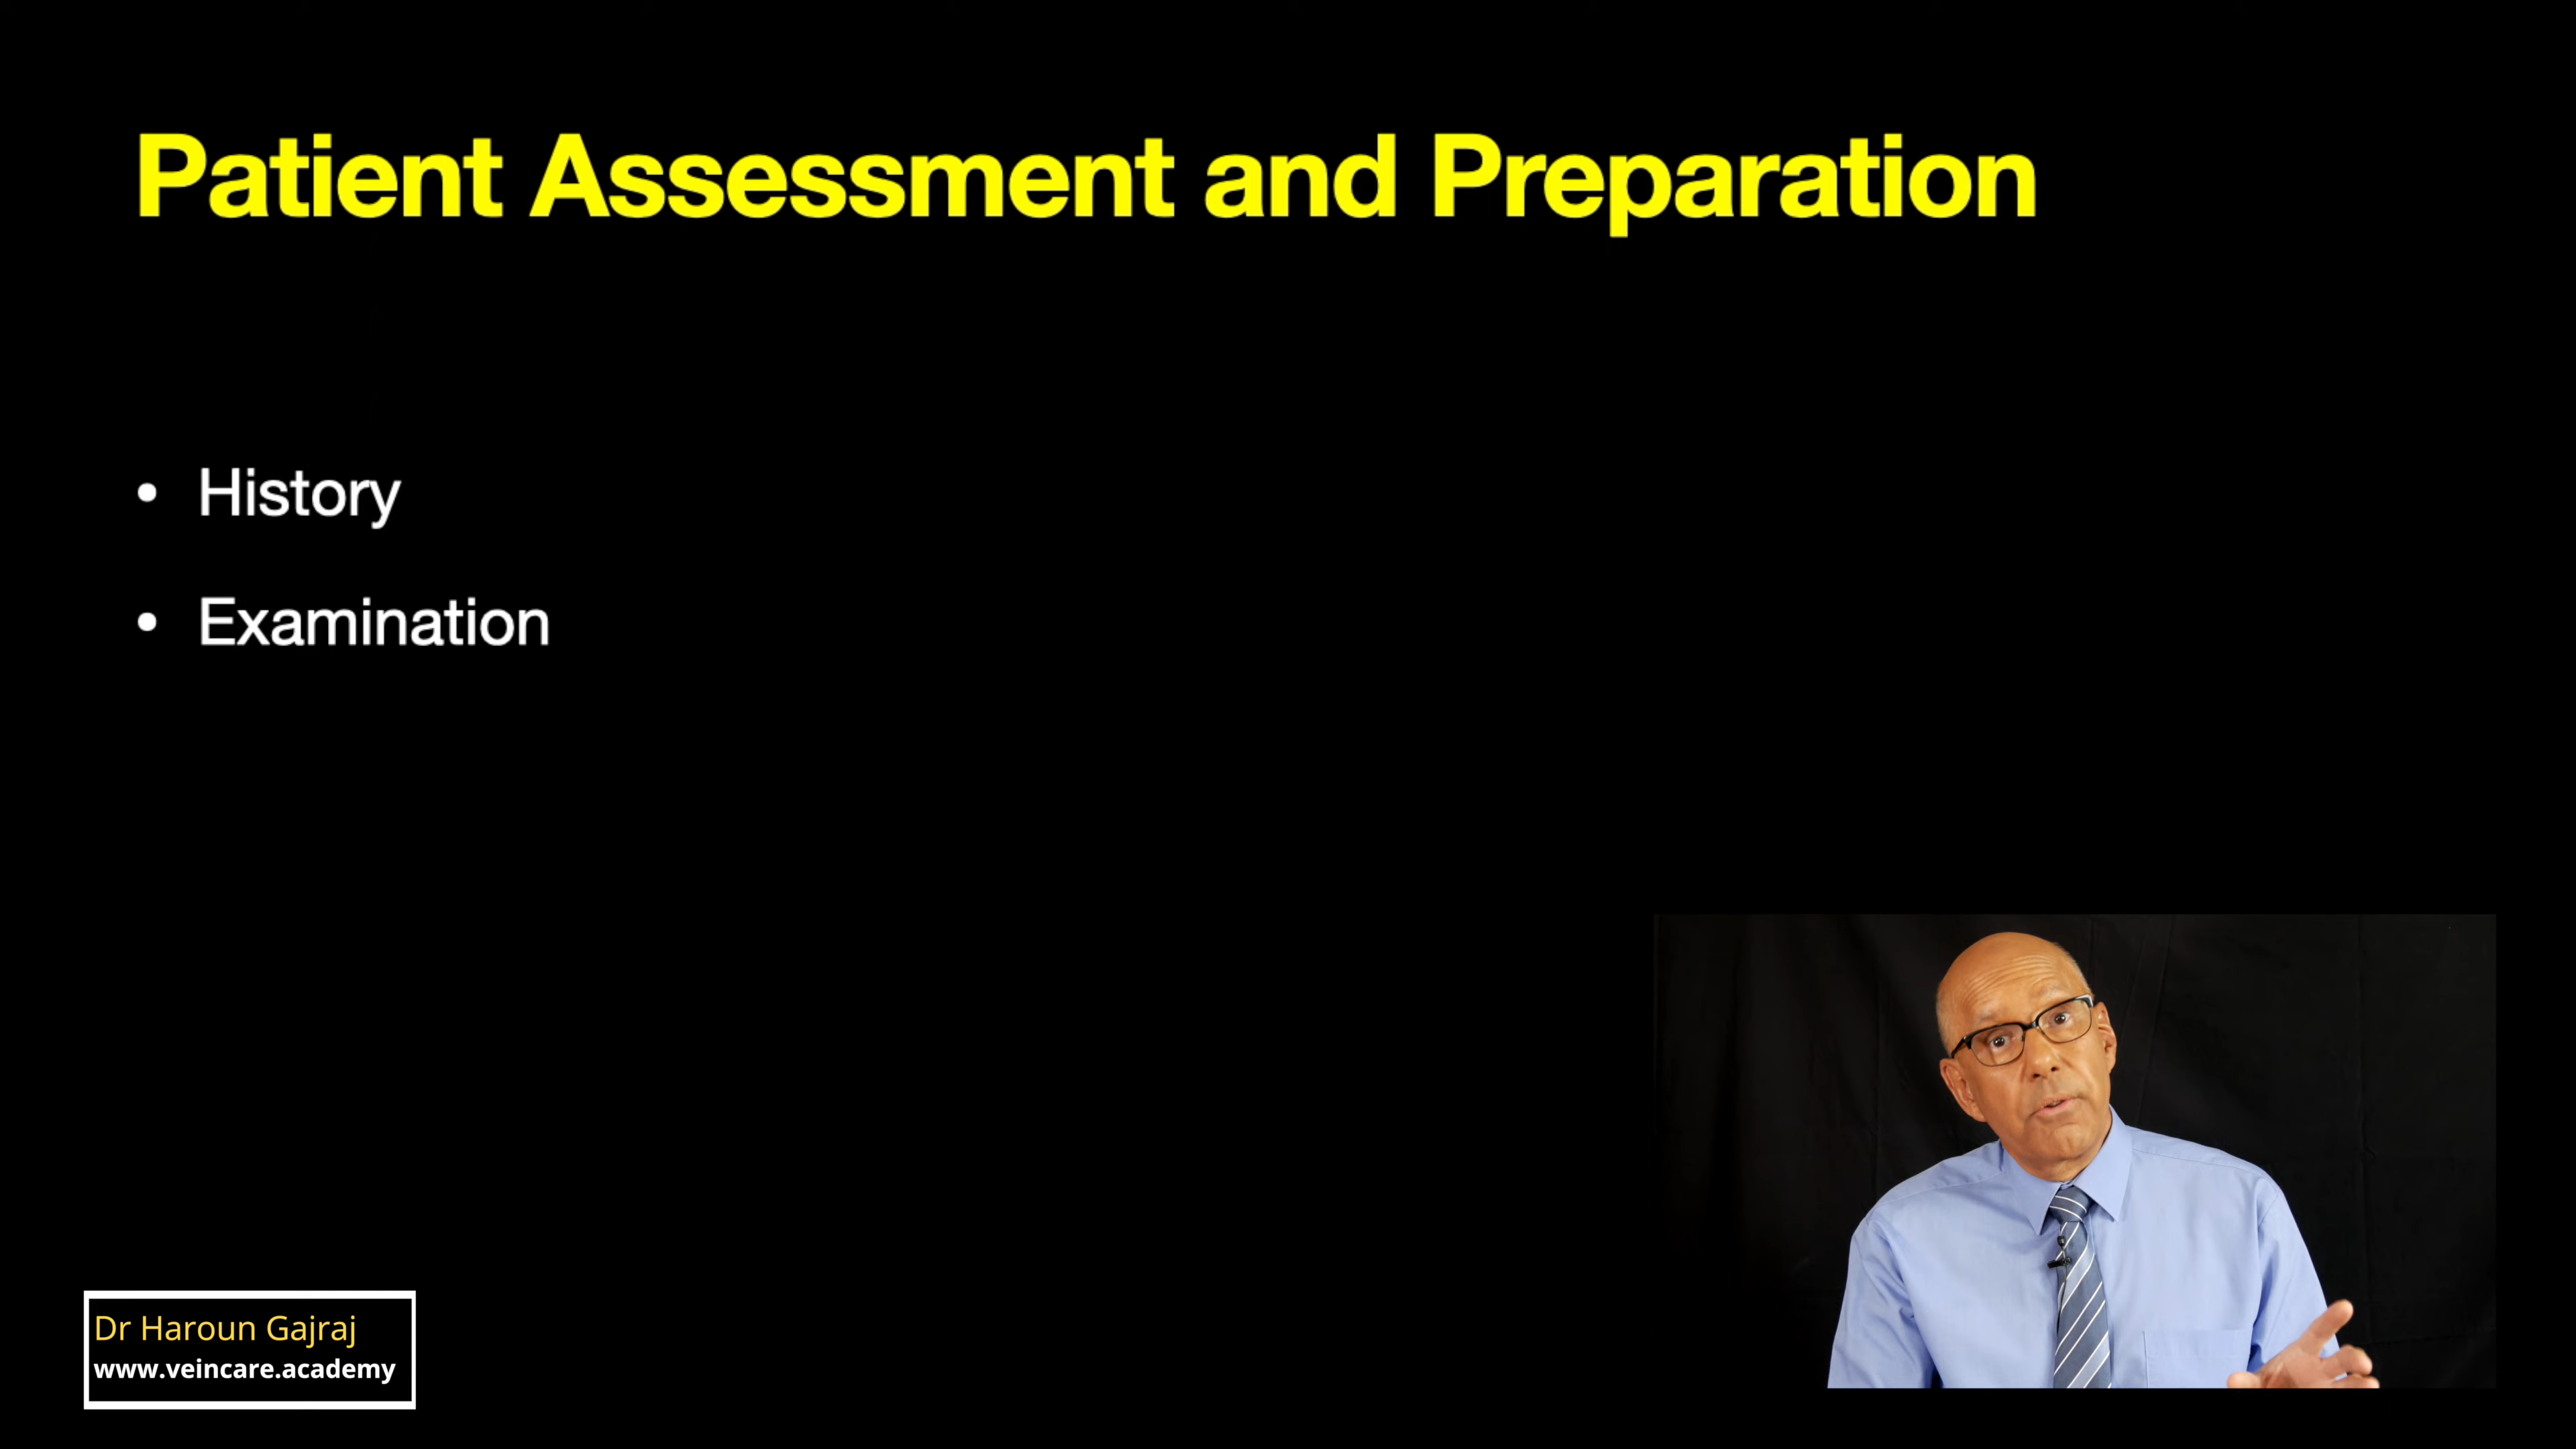 Patient Assessment and Preparation
• History
• Examination
Dr Haroun Gajraj
www.veincare.academy